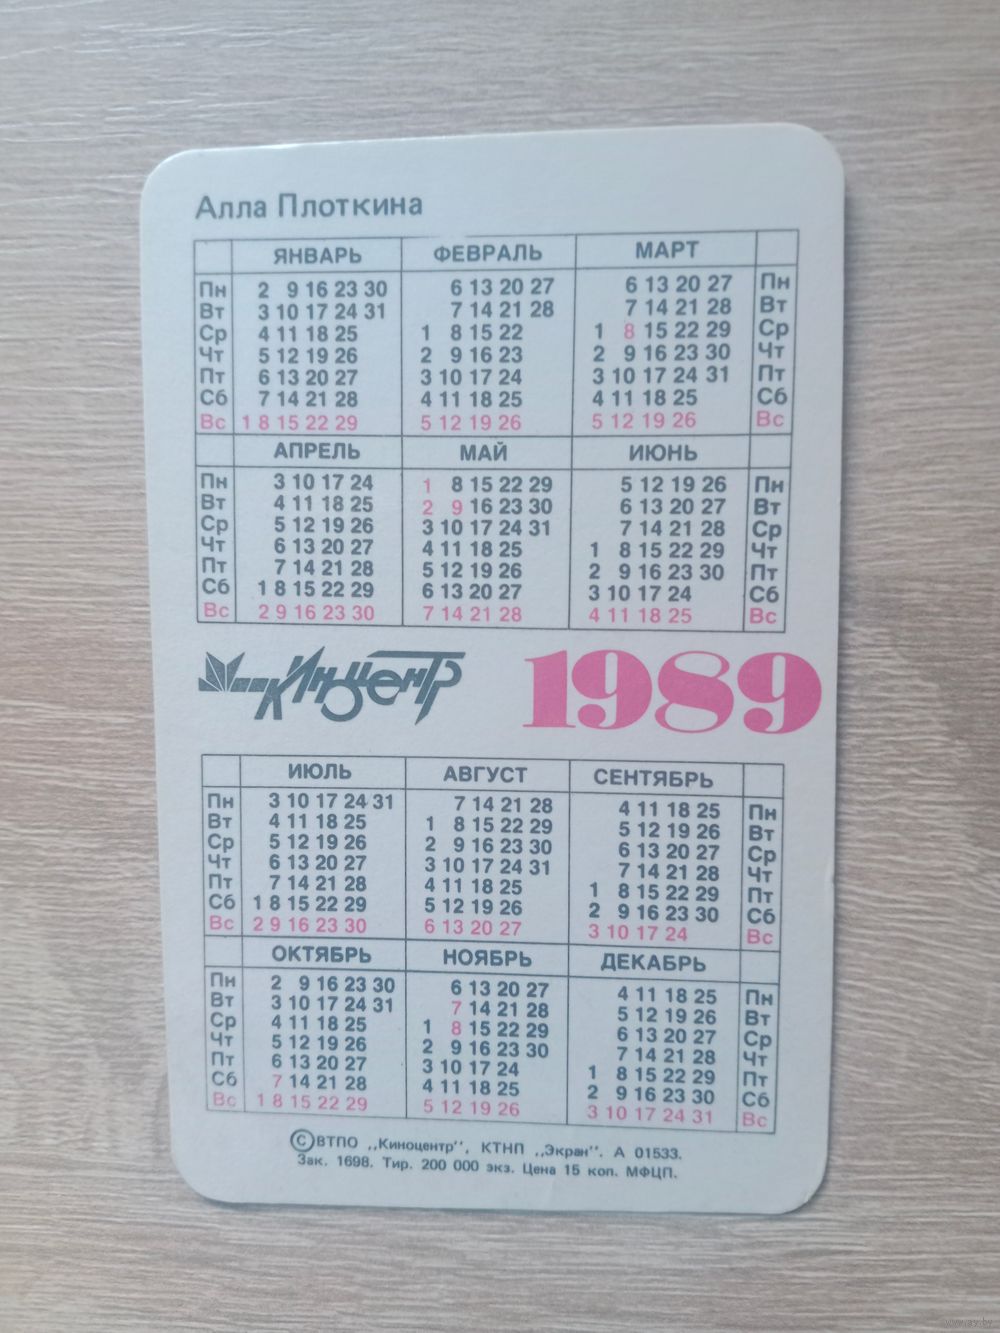 Алла Плоткина
ЯНВАРЬ ФЕВРАЛЬ МАРТ
Пн 2 9 16 23 30 6 13 20 27 6 13 20 27 Пн
Вт 3 10 17 24 31 7 14 21 28 7 14 21 28 Вт
Ср 4 11 18 25 1 8 15 22 1 8 15 22 29 Ср
Чт 5 12 19 26 2 9 16 23 2 9 16 23 30 Чт
Пт 6 13 20 27 3 10 17 24 3 10 17 24 31 Пт
Сб 7 14 21 28 4 11 18 25 4 11 18 25 Сб
Вс 1 8 15 22 29 5 12 19 26 5 12 19 26 Вс
АПРЕЛЬ МАЙ ИЮНЬ
Пн 3 10 17 24 1 8 15 22 29 5 12 19 26 Пн
Вт 4 11 18 25 2 9 16 23 30 6 13 20 27 Вт
Ср 5 12 19 26 3 10 17 24 31 7 14 21 28 Ср
Чт 6 13 20 27 4 11 18 25 1 8 15 22 29 Чт
Пт 7 14 21 28 5 12 19 26 2 9 16 23 30 Пт
Сб 1 8 15 22 29 6 13 20 27 3 10 17 24 Сб
Вс 2 9 16 23 30 7 14 21 28 4 11 18 25 Вс
Киноцентр 1989
ИЮЛЬ АВГУСТ СЕНТЯБРЬ
Пн 3 10 17 24 31 7 14 21 28 4 11 18 25 Пн
Вт 4 11 18 25 1 8 15 22 29 5 12 19 26 Вт
Ср 5 12 19 26 2 9 16 23 30 6 13 20 27 Ср
Чт 6 13 20 27 3 10 17 24 31 7 14 21 28 Чт
Пт 7 14 21 28 4 11 18 25 1 8 15 22 29 Пт
Сб 1 8 15 22 29 5 12 19 26 2 9 16 23 30 Сб
Вс 2 9 16 23 30 6 13 20 27 3 10 17 24 Вс
ОКТЯБРЬ НОЯБРЬ ДЕКАБРЬ
Пн 2 9 16 23 30 6 13 20 27 4 11 18 25 Пн
Вт 3 10 17 24 31 7 14 21 28 5 12 19 26 Вт
Ср 4 11 18 25 1 8 15 22 29 6 13 20 27 Ср
Чт 5 12 19 26 2 9 16 23 30 7 14 21 28 Чт
Пт 6 13 20 27 3 10 17 24 1 8 15 22 29 Пт
Сб 7 14 21 28 4 11 18 25 2 9 16 23 30 Сб
Вс 1 8 15 22 29 5 12 19 26 3 10 17 24 31 Вс
©ВТПО „Киноцентр", КТНП „Экран". А 01533.
Зак. 1698. Тир. 200 000 экз. Цена 15 коп. МФЦП.
www.ay.by